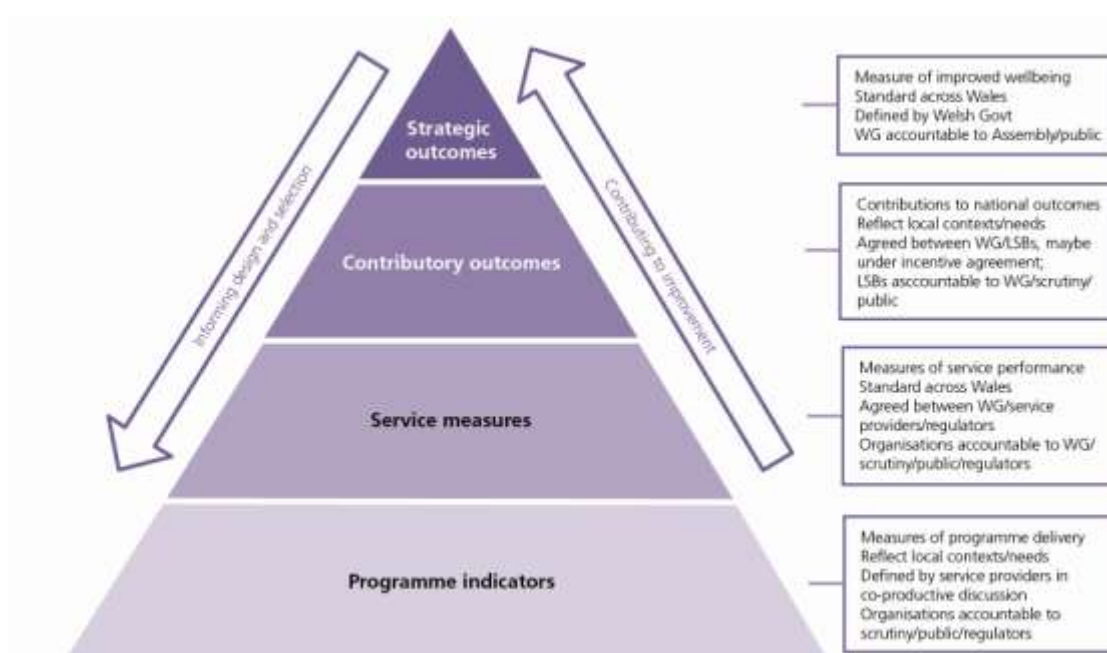 Strategic
outcomes
Contributory outcomes
Service measures
Programme indicators
Informing design and selection
Contributing to improvement
Measure of improved wellbeing
Standard across Wales
Defined by Welsh Govt
WG accountable to Assembly/public
Contributions to national outcomes
Reflect local contexts/needs
Agreed between WG/LSBs, maybe
under incentive agreement;
LSBs asccountable to WG/scrutiny/
public
Measures of service performance
Standard across Wales
Agreed between WG/service
providers/regulators
Organisations accountable to WG/
scrutiny/public/regulators
Measures of programme delivery
Reflect local contexts/needs
Defined by service providers in
co-productive discussion
Organisations accountable to
scrutiny/public/regulators